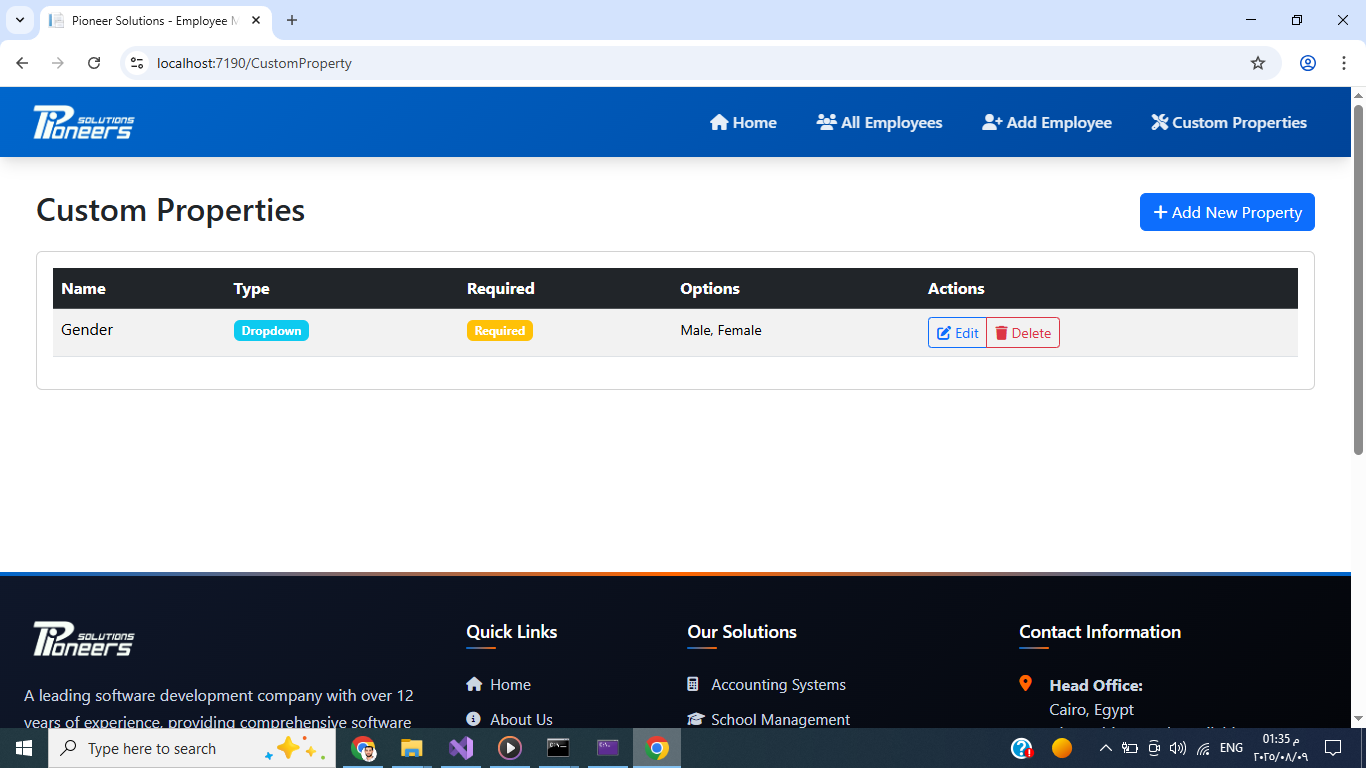 Pioneer Solutions - Employee M
localhost:7190/CustomProperty
Pioneers SOLUTIONS
Home
All Employees
Add Employee
Custom Properties
Custom Properties
Add New Property
Name Type Required Options Actions
Gender Dropdown Required Male, Female Edit Delete
Pioneers SOLUTIONS
A leading software development company with over 12
years of experience, providing comprehensive software
Quick Links
Home
About Us
Our Solutions
Accounting Systems
School Management
Contact Information
Head Office:
Cairo, Egypt
Type here to search
ENG
01:35 م
٢٠٢٥/٠٨/٠٩